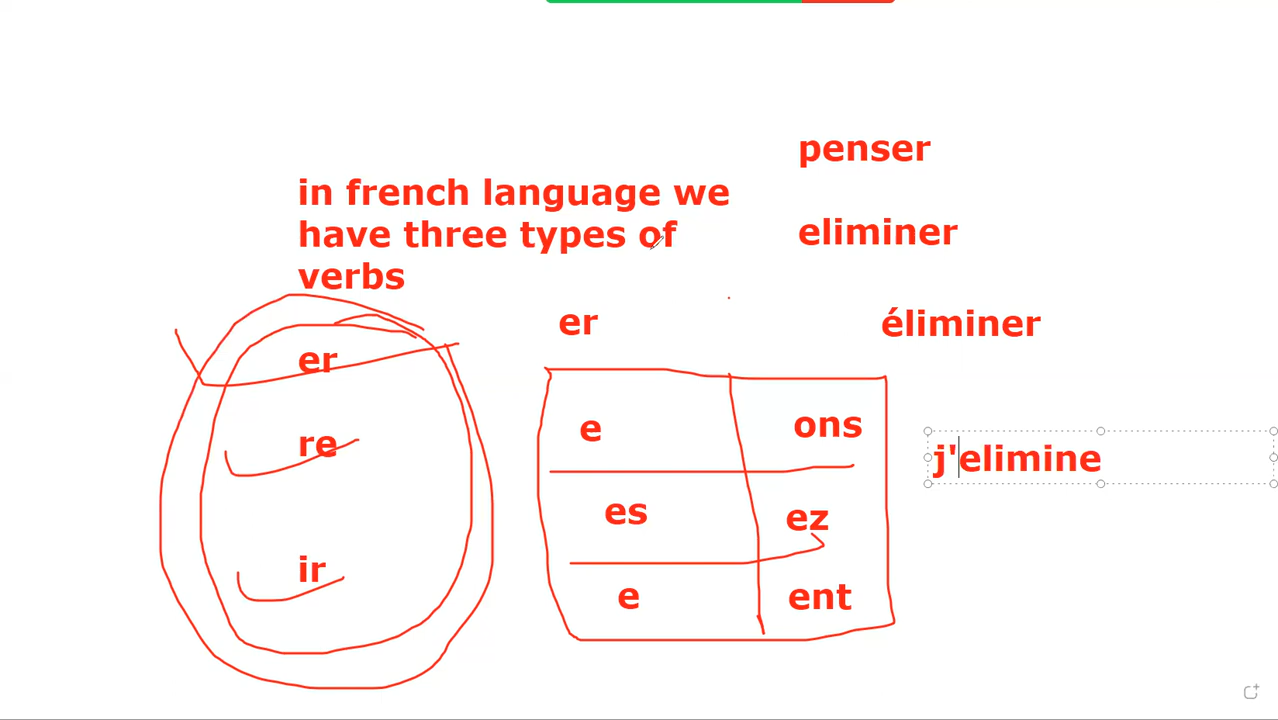 penser
in french language we
have three types of
verbs
eliminer
er
éliminer
er
re
ir
e
ons
es
ez
e
ent
j'elimine